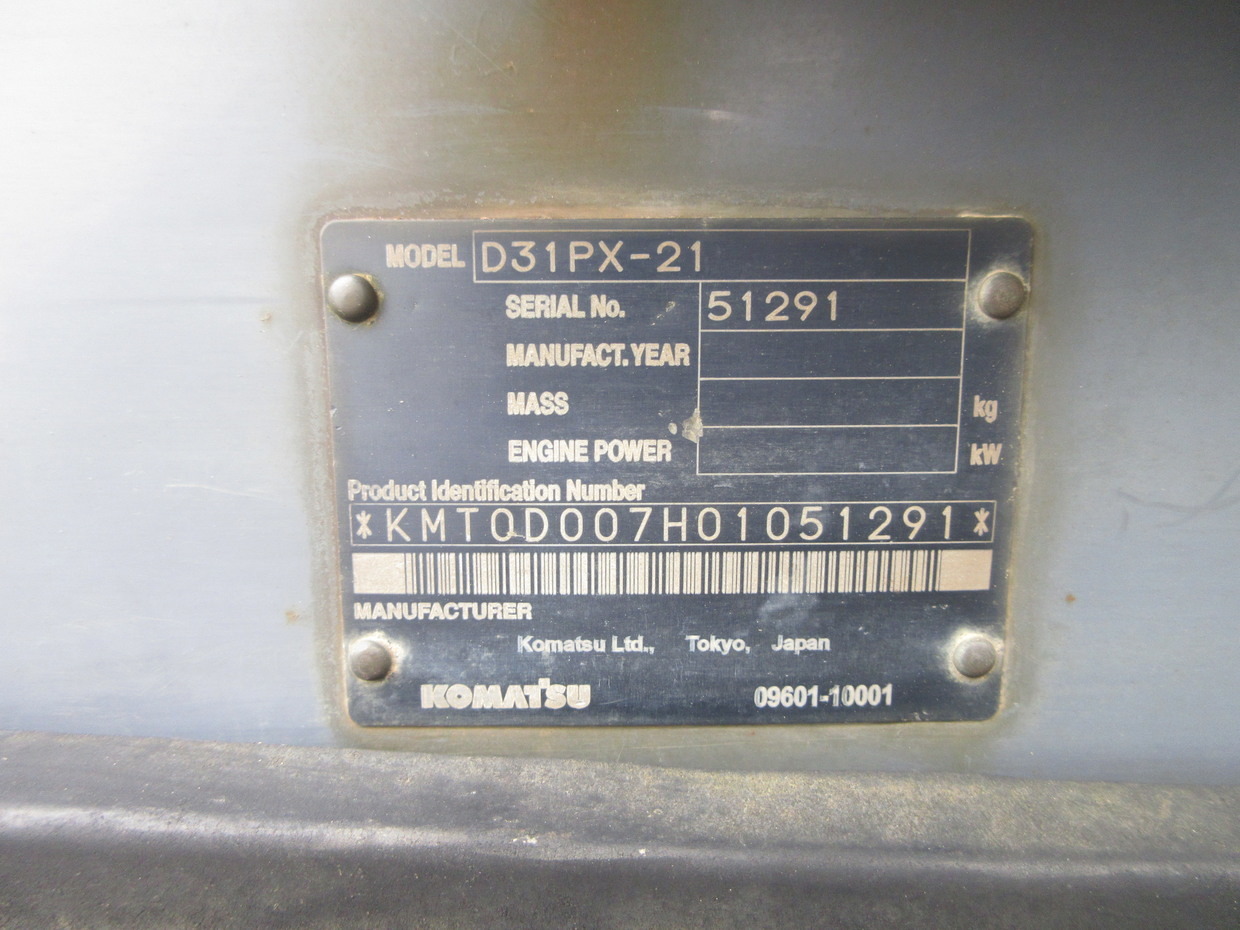 MODEL D31PX-21
SERIAL No. 51291
MANUFACT. YEAR
MASS kg
ENGINE POWER kW
Product Identification Number
*KMT0D007H01051291*
MANUFACTURER
Komatsu Ltd., Tokyo, Japan
KOMATSU 09601-10001